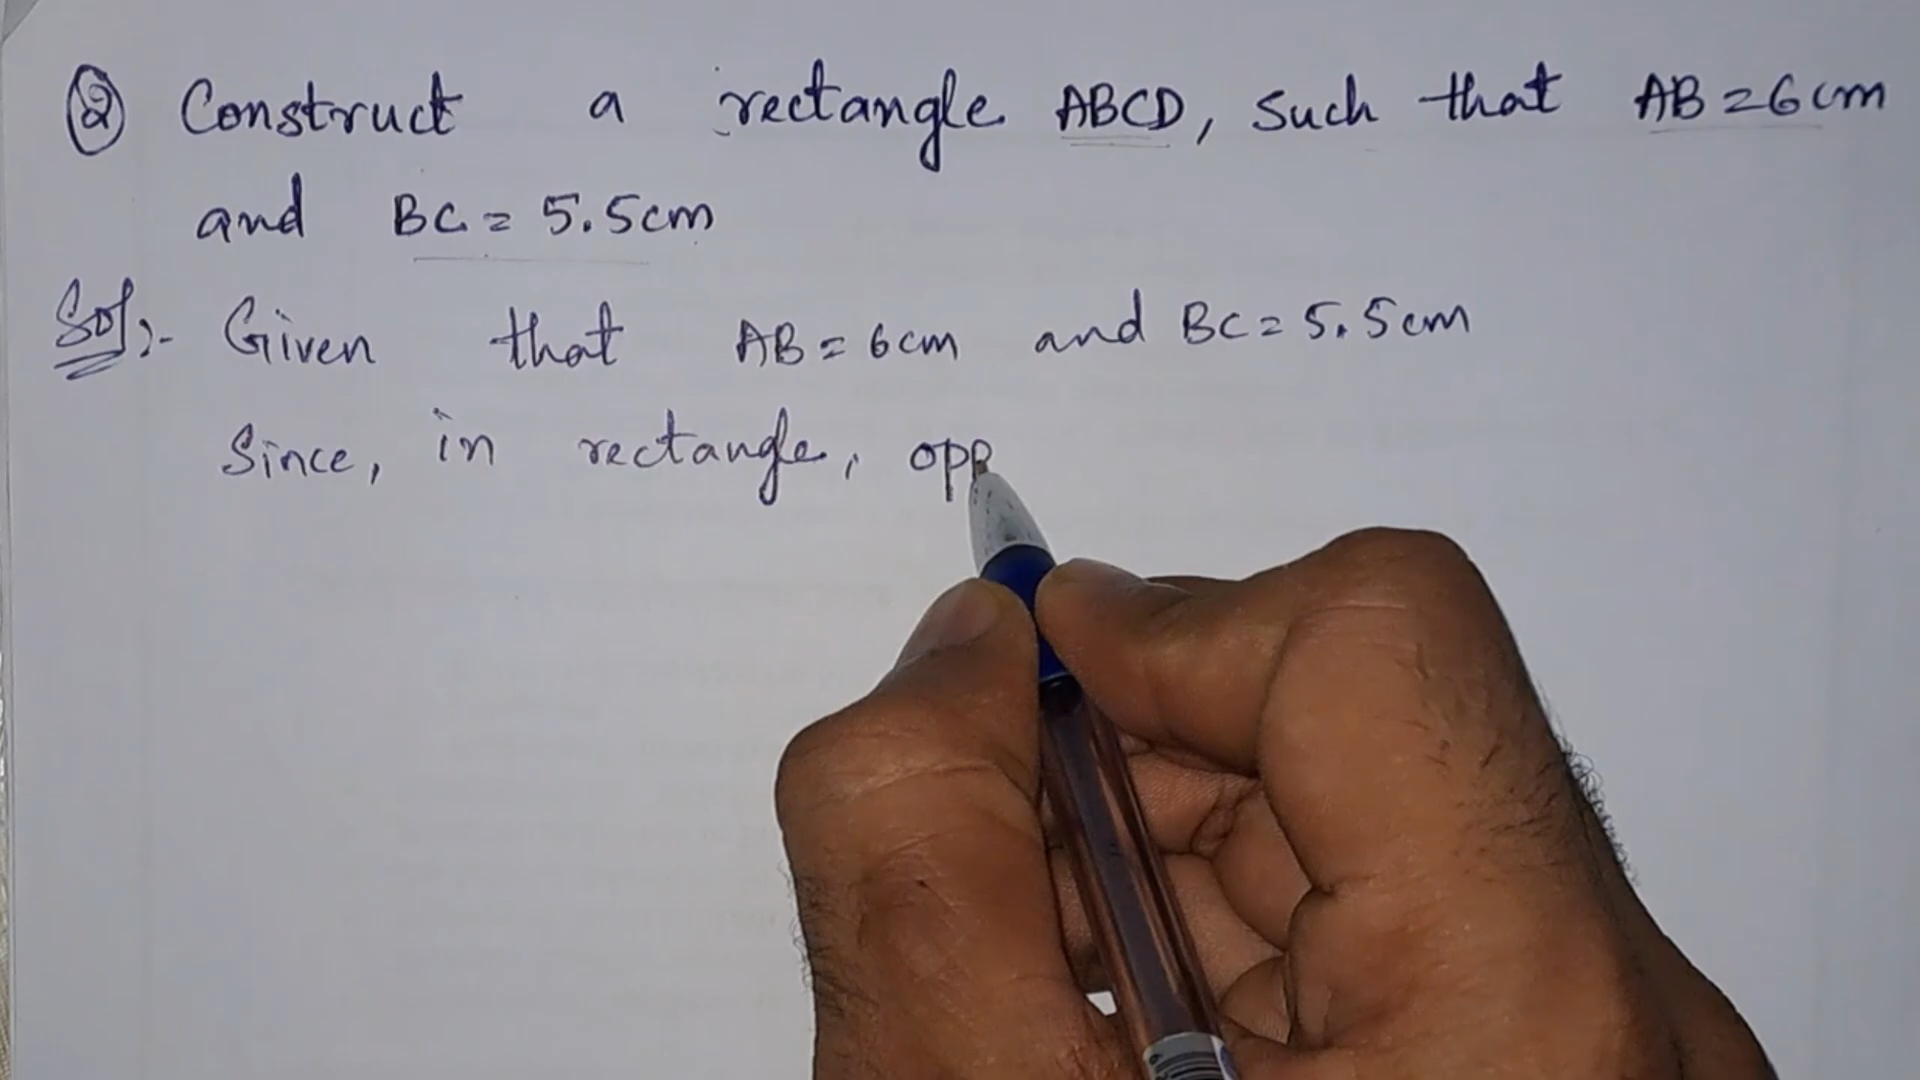 ② Construct a rectangle ABCD, such that AB = 6cm
and BC = 5.5cm
Sol:- Given that AB = 6cm and BC = 5.5cm
Since, in rectangle, opp